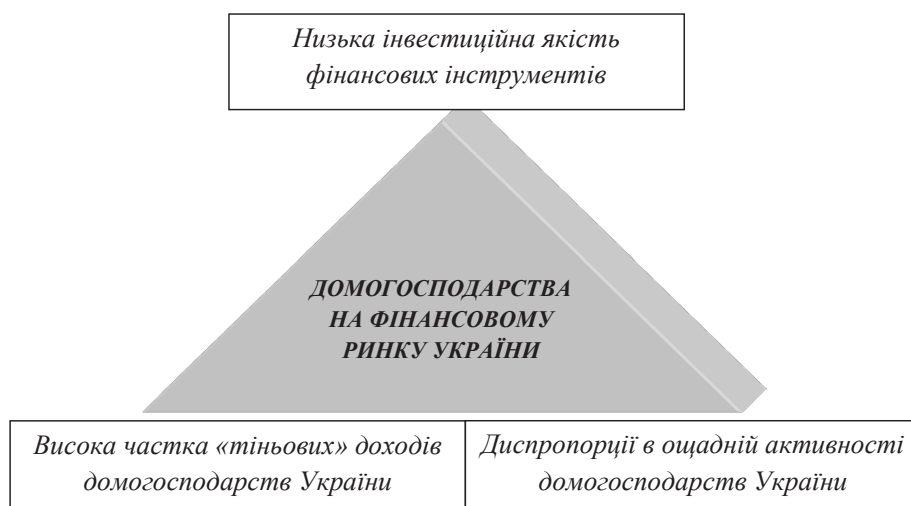 Низька інвестиційна якість
фінансових інструментів
ДОМОГОСПОДАРСТВА
НА ФІНАНСОВОМУ
РИНКУ УКРАЇНИ
Висока частка «тіньових» доходів
домогосподарств України
Диспропорції в ощадній активності
домогосподарств України